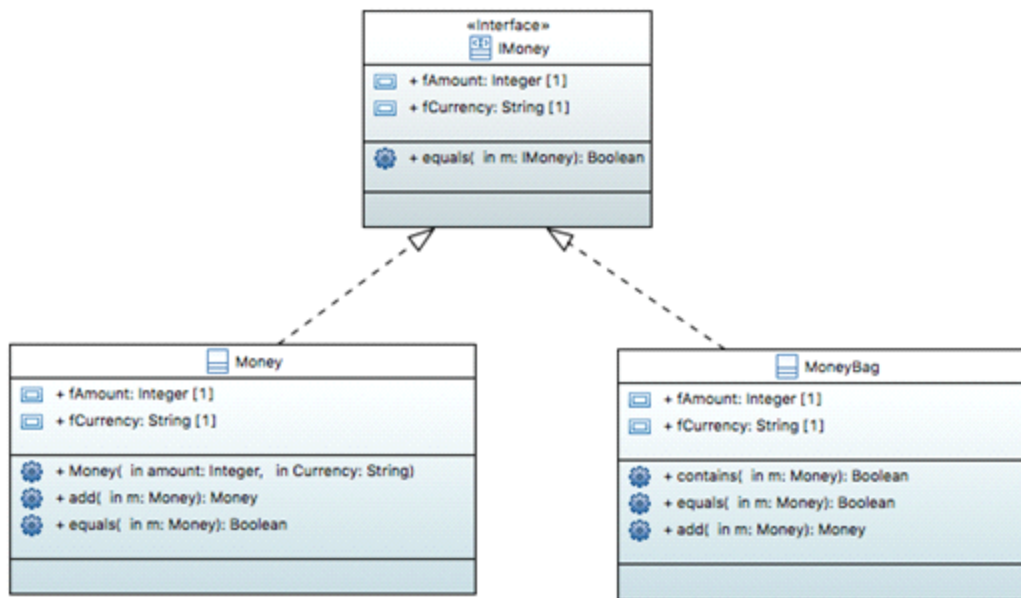 «Interface»
IMoney
+ fAmount: Integer [1]
+ fCurrency: String [1]
+ equals( in m: IMoney): Boolean
Money
+ fAmount: Integer [1]
+ fCurrency: String [1]
+ Money( in amount: Integer, in Currency: String)
+ add( in m: Money): Money
+ equals( in m: Money): Boolean
MoneyBag
+ fAmount: Integer [1]
+ fCurrency: String [1]
+ contains( in m: Money): Boolean
+ equals( in m: Money): Boolean
+ add( in m: Money): Money